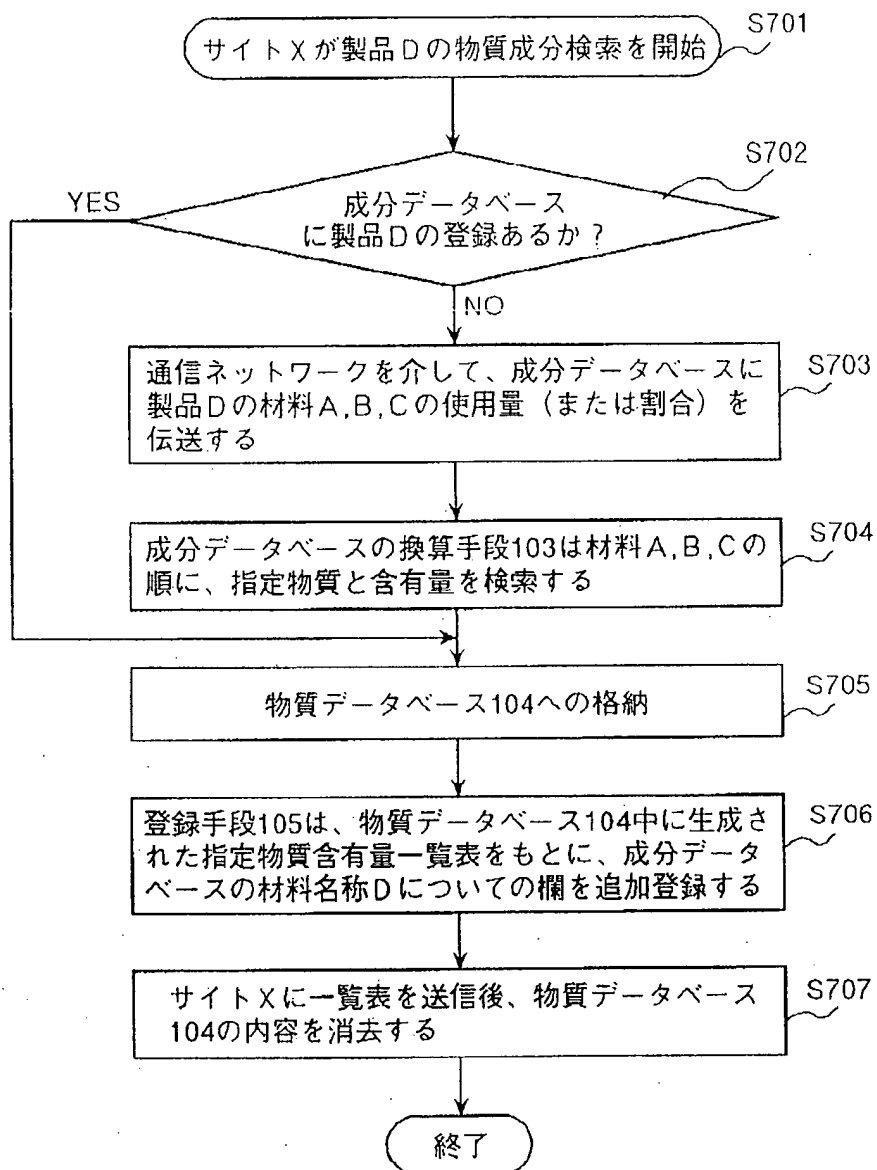 S701
サイトXが製品Dの物質成分検索を開始
S702
YES
成分データベース
に製品Dの登録あるか?
NO
S703
通信ネットワークを介して、成分データベースに
製品Dの材料A,B,Cの使用量(または割合)を
伝送する
S704
成分データベースの換算手段103は材料A,B,Cの
順に、指定物質と含有量を検索する
S705
物質データベース104への格納
S706
登録手段105は、物質データベース104中に生成さ
れた指定物質含有量一覧表をもとに、成分データ
ベースの材料名称Dについての欄を追加登録する
S707
サイトXに一覧表を送信後、物質データベース
104の内容を消去する
終了